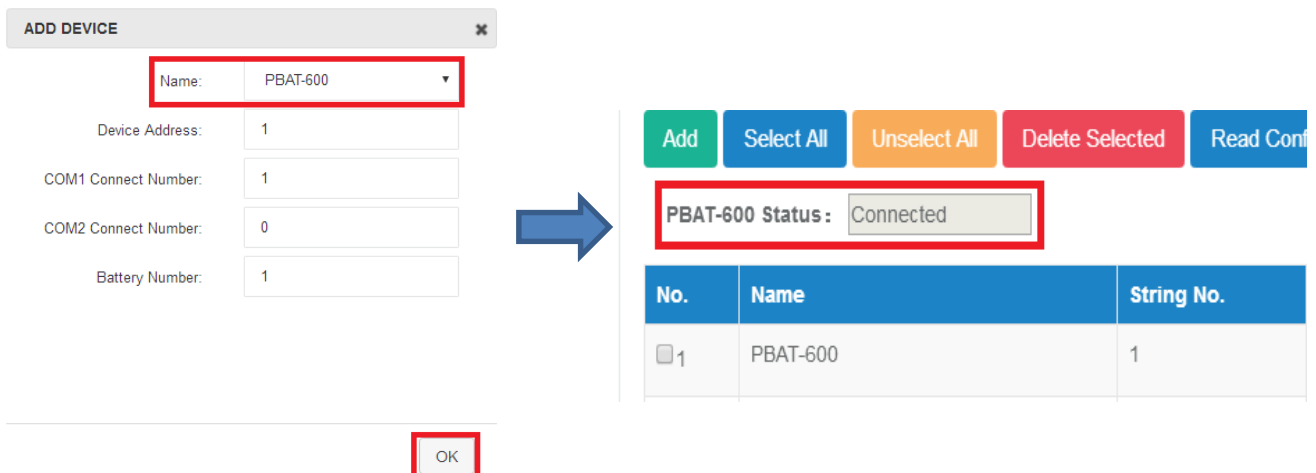 ADD DEVICE
Name: PBAT-600
Device Address: 1
COM1 Connect Number: 1
COM2 Connect Number: 0
Battery Number: 1
OK
Add Select All Unselect All Delete Selected Read Conf
PBAT-600 Status: Connected
No. Name String No.
1 PBAT-600 1